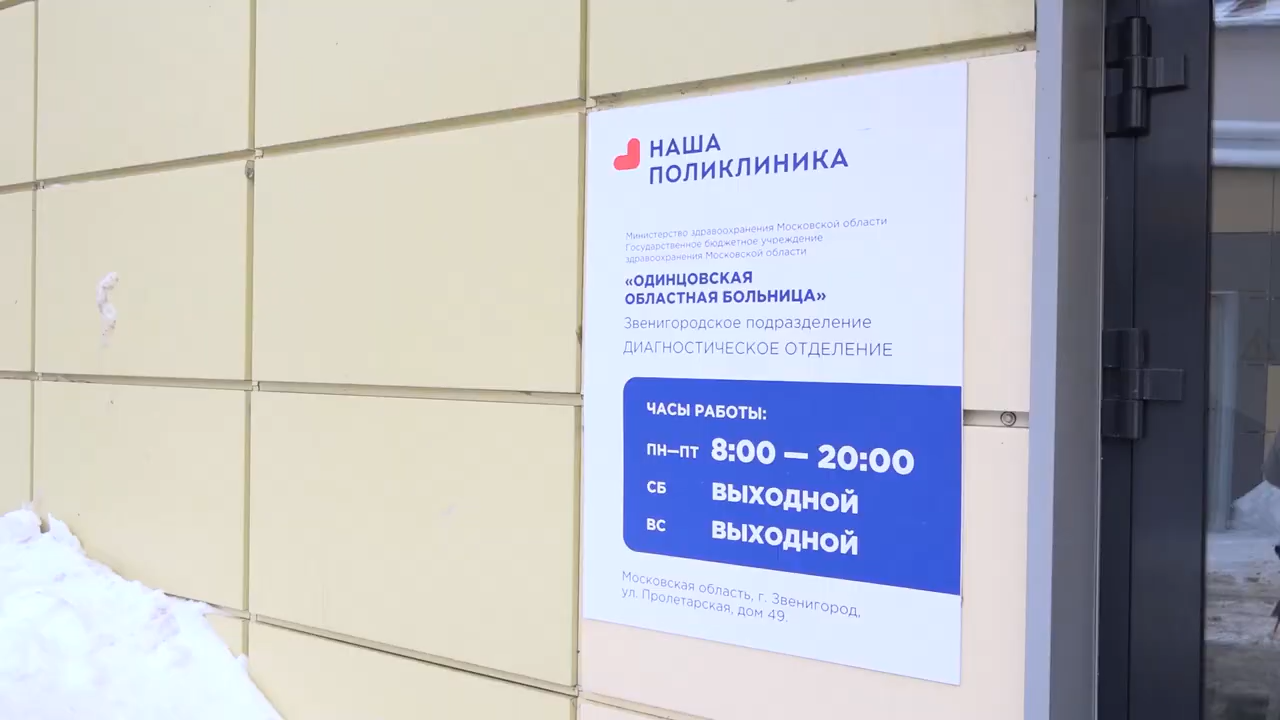 НАША
ПОЛИКЛИНИКА
Министерство здравоохранения Московской области
Государственное бюджетное учреждение
здравоохранения Московской области
«ОДИНЦОВСКАЯ
ОБЛАСТНАЯ БОЛЬНИЦА»
Звенигородское подразделение
ДИАГНОСТИЧЕСКОЕ ОТДЕЛЕНИЕ
ЧАСЫ РАБОТЫ:
ПН—ПТ 8:00 — 20:00
СБ ВЫХОДНОЙ
ВС ВЫХОДНОЙ
Московская область, г. Звенигород,
ул. Пролетарская, дом 49.